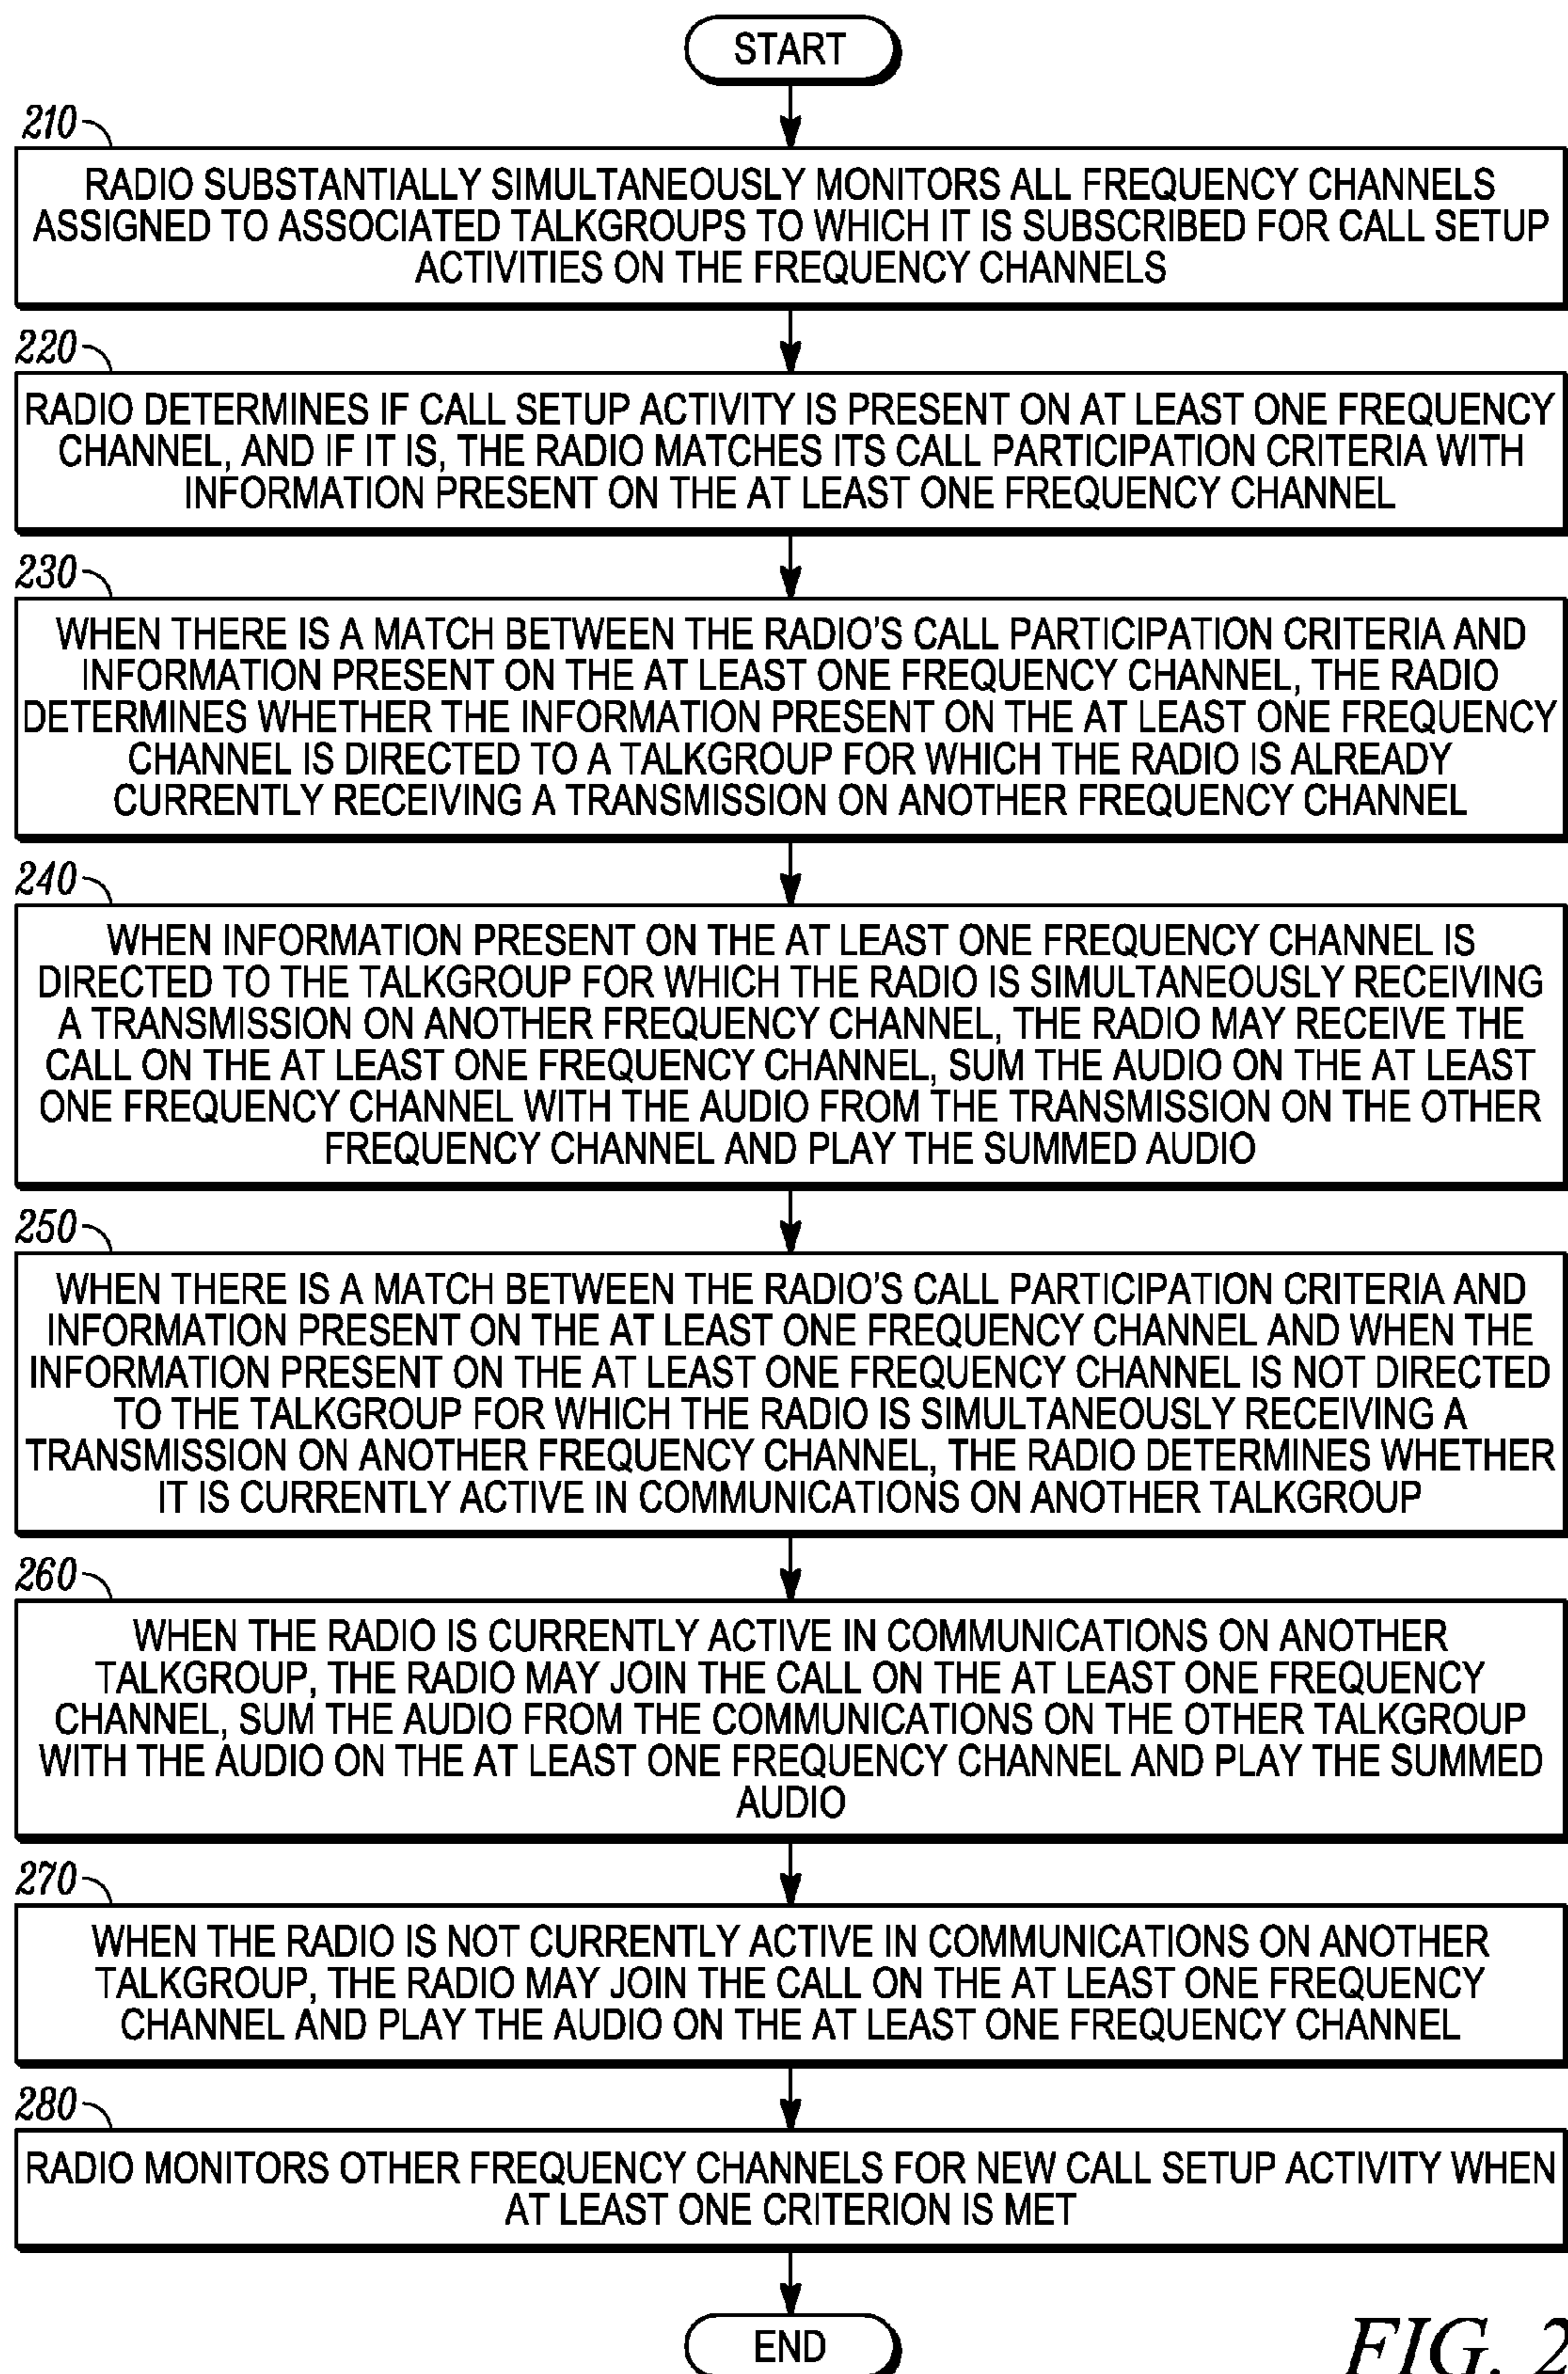 START
210
RADIO SUBSTANTIALLY SIMULTANEOUSLY MONITORS ALL FREQUENCY CHANNELS
ASSIGNED TO ASSOCIATED TALKGROUPS TO WHICH IT IS SUBSCRIBED FOR CALL SETUP
ACTIVITIES ON THE FREQUENCY CHANNELS
220
RADIO DETERMINES IF CALL SETUP ACTIVITY IS PRESENT ON AT LEAST ONE FREQUENCY
CHANNEL, AND IF IT IS, THE RADIO MATCHES ITS CALL PARTICIPATION CRITERIA WITH
INFORMATION PRESENT ON THE AT LEAST ONE FREQUENCY CHANNEL
230
WHEN THERE IS A MATCH BETWEEN THE RADIO'S CALL PARTICIPATION CRITERIA AND
INFORMATION PRESENT ON THE AT LEAST ONE FREQUENCY CHANNEL, THE RADIO
DETERMINES WHETHER THE INFORMATION PRESENT ON THE AT LEAST ONE FREQUENCY
CHANNEL IS DIRECTED TO A TALKGROUP FOR WHICH THE RADIO IS ALREADY
CURRENTLY RECEIVING A TRANSMISSION ON ANOTHER FREQUENCY CHANNEL
240
WHEN INFORMATION PRESENT ON THE AT LEAST ONE FREQUENCY CHANNEL IS
DIRECTED TO THE TALKGROUP FOR WHICH THE RADIO IS SIMULTANEOUSLY RECEIVING
A TRANSMISSION ON ANOTHER FREQUENCY CHANNEL, THE RADIO MAY RECEIVE THE
CALL ON THE AT LEAST ONE FREQUENCY CHANNEL, SUM THE AUDIO ON THE AT LEAST
ONE FREQUENCY CHANNEL WITH THE AUDIO FROM THE TRANSMISSION ON THE OTHER
FREQUENCY CHANNEL AND PLAY THE SUMMED AUDIO
250
WHEN THERE IS A MATCH BETWEEN THE RADIO'S CALL PARTICIPATION CRITERIA AND
INFORMATION PRESENT ON THE AT LEAST ONE FREQUENCY CHANNEL AND WHEN THE
INFORMATION PRESENT ON THE AT LEAST ONE FREQUENCY CHANNEL IS NOT DIRECTED
TO THE TALKGROUP FOR WHICH THE RADIO IS SIMULTANEOUSLY RECEIVING A
TRANSMISSION ON ANOTHER FREQUENCY CHANNEL, THE RADIO DETERMINES WHETHER
IT IS CURRENTLY ACTIVE IN COMMUNICATIONS ON ANOTHER TALKGROUP
260
WHEN THE RADIO IS CURRENTLY ACTIVE IN COMMUNICATIONS ON ANOTHER
TALKGROUP, THE RADIO MAY JOIN THE CALL ON THE AT LEAST ONE FREQUENCY
CHANNEL, SUM THE AUDIO FROM THE COMMUNICATIONS ON THE OTHER TALKGROUP
WITH THE AUDIO ON THE AT LEAST ONE FREQUENCY CHANNEL AND PLAY THE SUMMED
AUDIO
270
WHEN THE RADIO IS NOT CURRENTLY ACTIVE IN COMMUNICATIONS ON ANOTHER
TALKGROUP, THE RADIO MAY JOIN THE CALL ON THE AT LEAST ONE FREQUENCY
CHANNEL AND PLAY THE AUDIO ON THE AT LEAST ONE FREQUENCY CHANNEL
280
RADIO MONITORS OTHER FREQUENCY CHANNELS FOR NEW CALL SETUP ACTIVITY WHEN
AT LEAST ONE CRITERION IS MET
END
FIG. 2